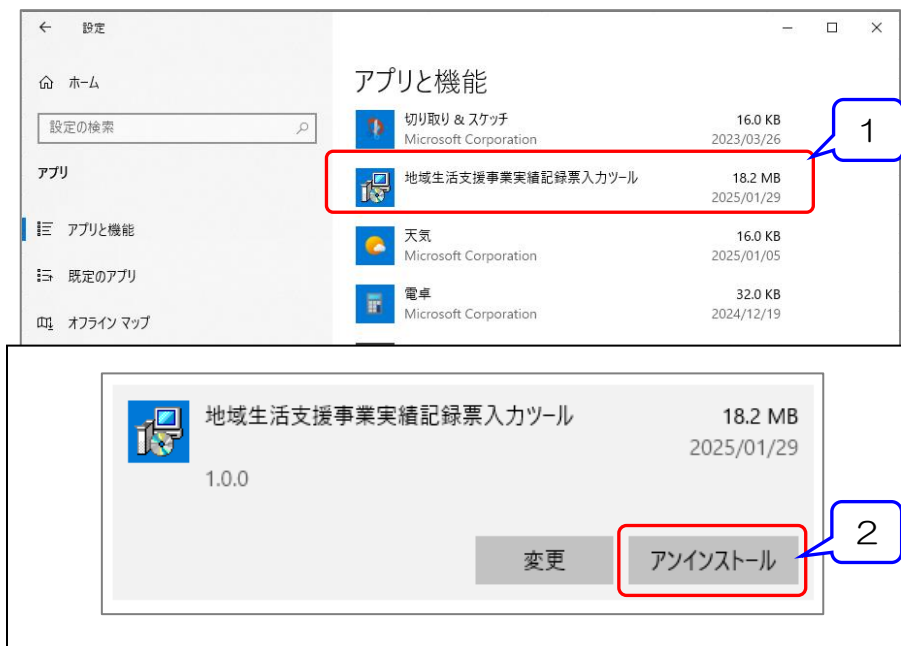 設定
ホーム
設定の検索
アプリ
アプリと機能
既定のアプリ
オフライン マップ
アプリと機能
切り取り & スケッチ 16.0 KB
Microsoft Corporation 2023/03/26
地域生活支援事業実績記録票入力ツール 18.2 MB
2025/01/29
天気 16.0 KB
Microsoft Corporation 2025/01/05
電卓 32.0 KB
Microsoft Corporation 2024/12/19
1
地域生活支援事業実績記録票入力ツール 18.2 MB
2025/01/29
1.0.0
変更 アンインストール
2